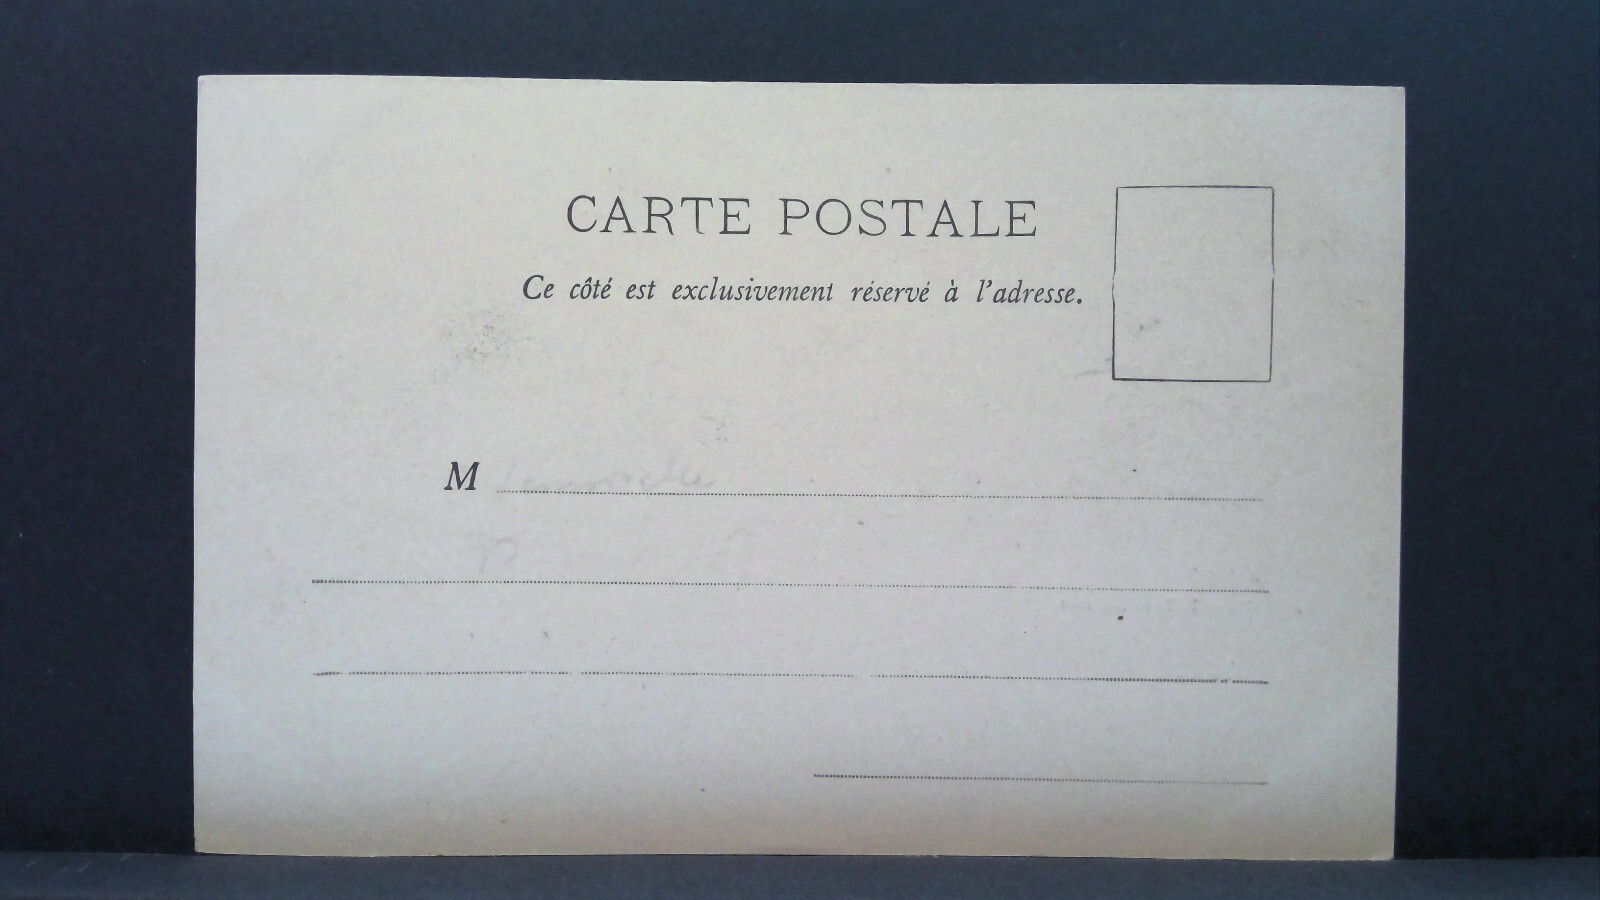 CARTE POSTALE
Ce côté est exclusivement réservé à l'adresse.
M